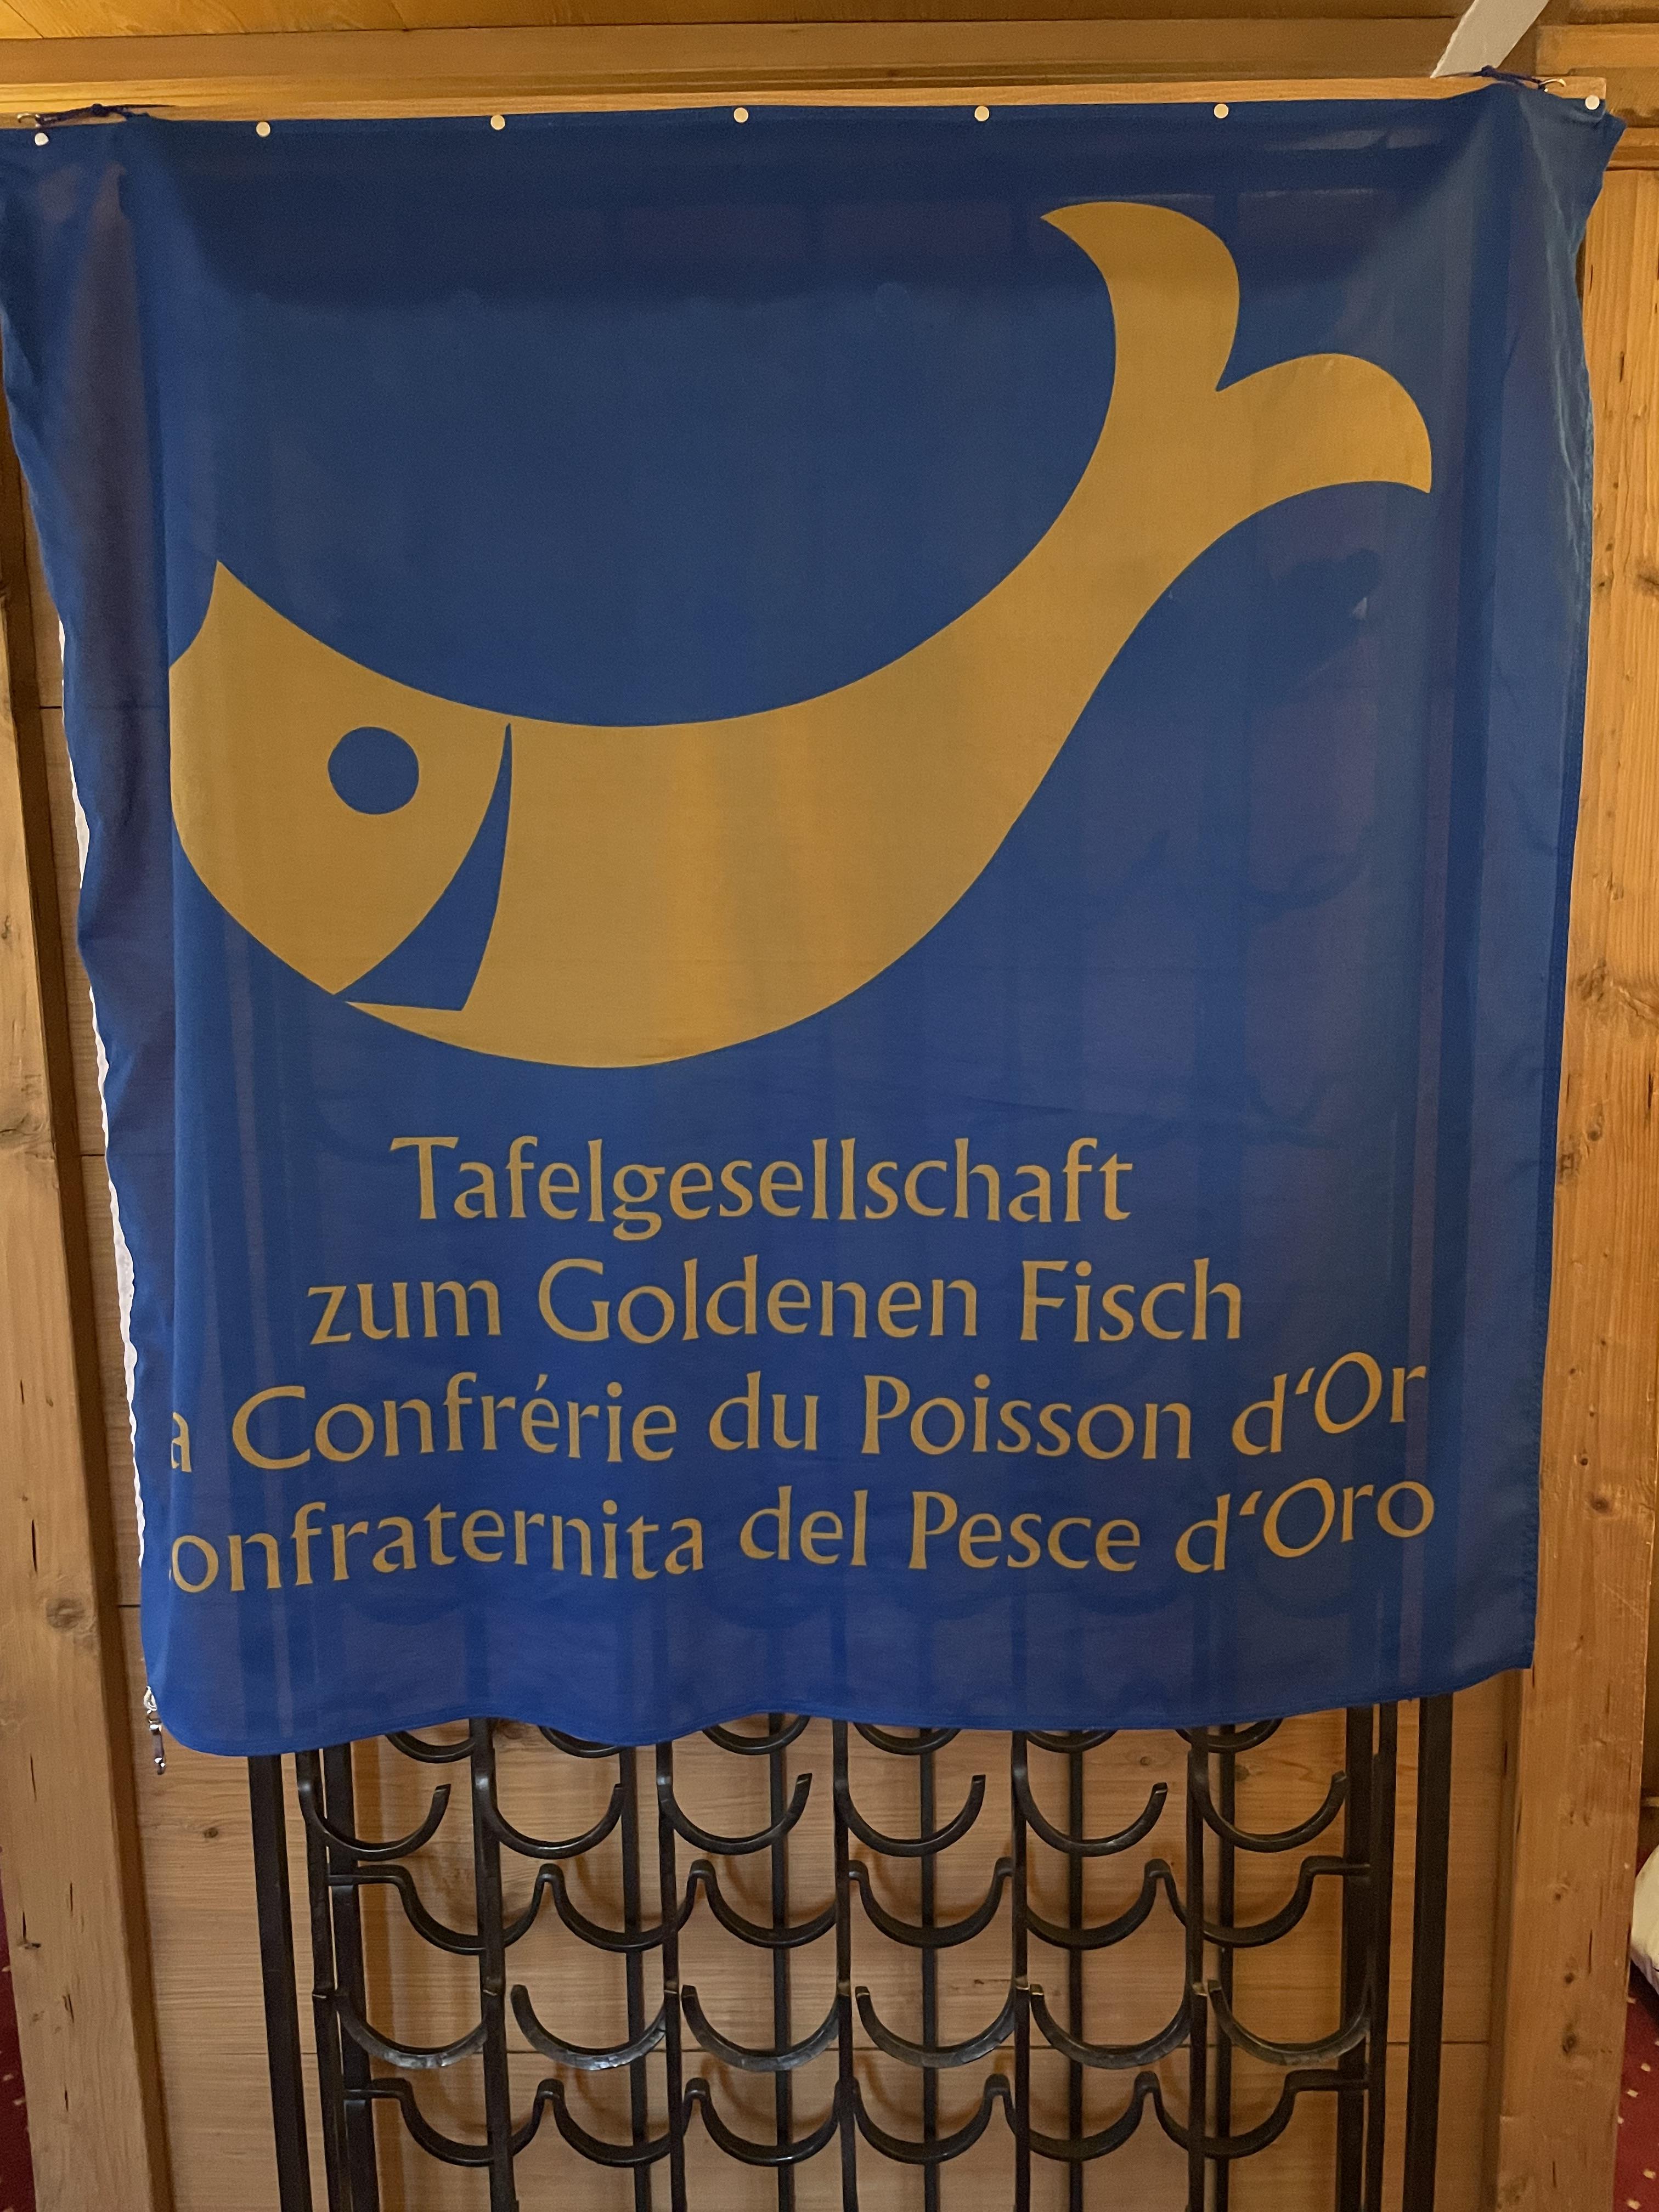 Tafelgesellschaft
zum Goldenen Fisch
a Confrérie du Poisson d‘Or
onfraternita del Pesce d‘Oro